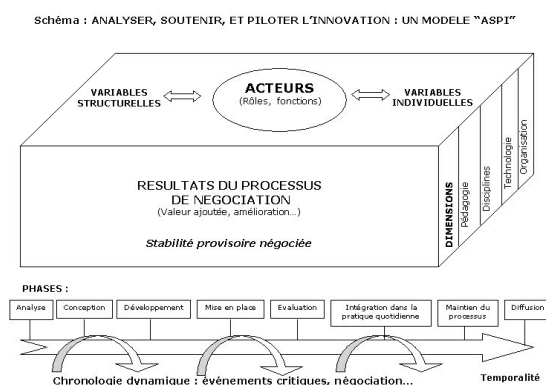 Schéma : ANALYSER, SOUTENIR, ET PILOTER L'INNOVATION : UN MODELE "ASPI"
VARIABLES
STRUCTURELLES
ACTEURS
(Rôles, fonctions)
VARIABLES
INDIVIDUELLES
RESULTATS DU PROCESSUS
DE NEGOCIATION
(Valeur ajoutée, amélioration...)
Stabilité provisoire négociée
DIMENSIONS
Pédagogie
Disciplines
Technologie
Organisation
PHASES :
Analyse
Conception
Développement
Mise en place
Evaluation
Intégration dans la
pratique quotidienne
Maintien du
processus
Diffusion
Temporalité
Chronologie dynamique : événements critiques, négociation...